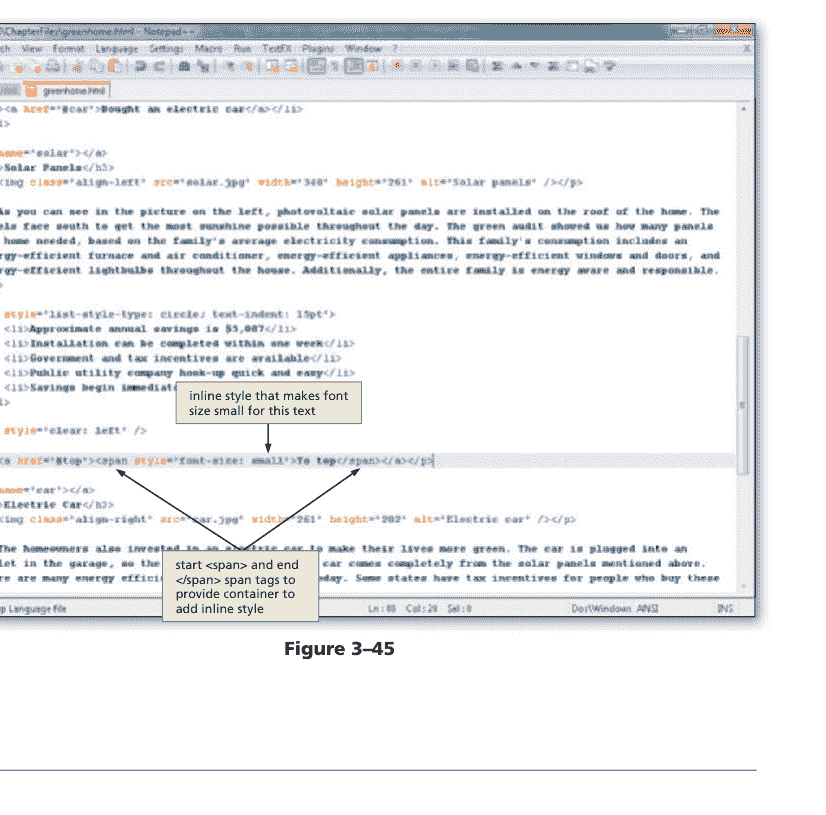 \ChapterFiles\greenhome.html - Notepad++
View Format Language Settings Macro Run TextFX Plugins Window ?
greenhome.html
><a href="#car">Bought an electric car</a></li>
l>
name="solar"></a>
>Solar Panels</h3>
<img class="align-left" src="solar.jpg" width="348" height="261" alt="Solar panels" /></p>
As you can see in the picture on the left, photovoltaic solar panels are installed on the roof of the home. The
els face south to get the most sunshine possible throughout the day. The green audit showed us how many panels
home needed, based on the family's average electricity consumption. This family's consumption includes an
rgy-efficient furnace and air conditioner, energy-efficient appliances, energy-efficient windows and doors, and
rgy-efficient lightbulbs throughout the house. Additionally, the entire family is energy aware and responsible.
>
style="list-style-type: circle; text-indent: 15pt">
<li>Approximate annual savings is $5,087</li>
<li>Installation can be completed within one week</li>
<li>Government and tax incentives are available</li>
<li>Public utility company hook-up quick and easy</li>
<li>Savings begin immediat
l>
inline style that makes font
size small for this text
style="clear: left" />
<a href="#top"><span style="font-size: small">To top</span></a></p>
name="car"></a>
>Electric Car</h3>
<img class="align-right" src="car.jpg" width="261" height="202" alt="Electric car" /></p>
The homeowners also invested in an electric car to make their lives more green. The car is plugged into an
let in the garage, so the car comes completely from the solar panels mentioned above.
re are many energy effici oday. Some states have tax incentives for people who buy these
start <span> and end
</span> span tags to
provide container to
add inline style
p Language file Ln : 88 Col : 29 Sel : 0 Dos\Windows ANSI INS
Figure 3–45